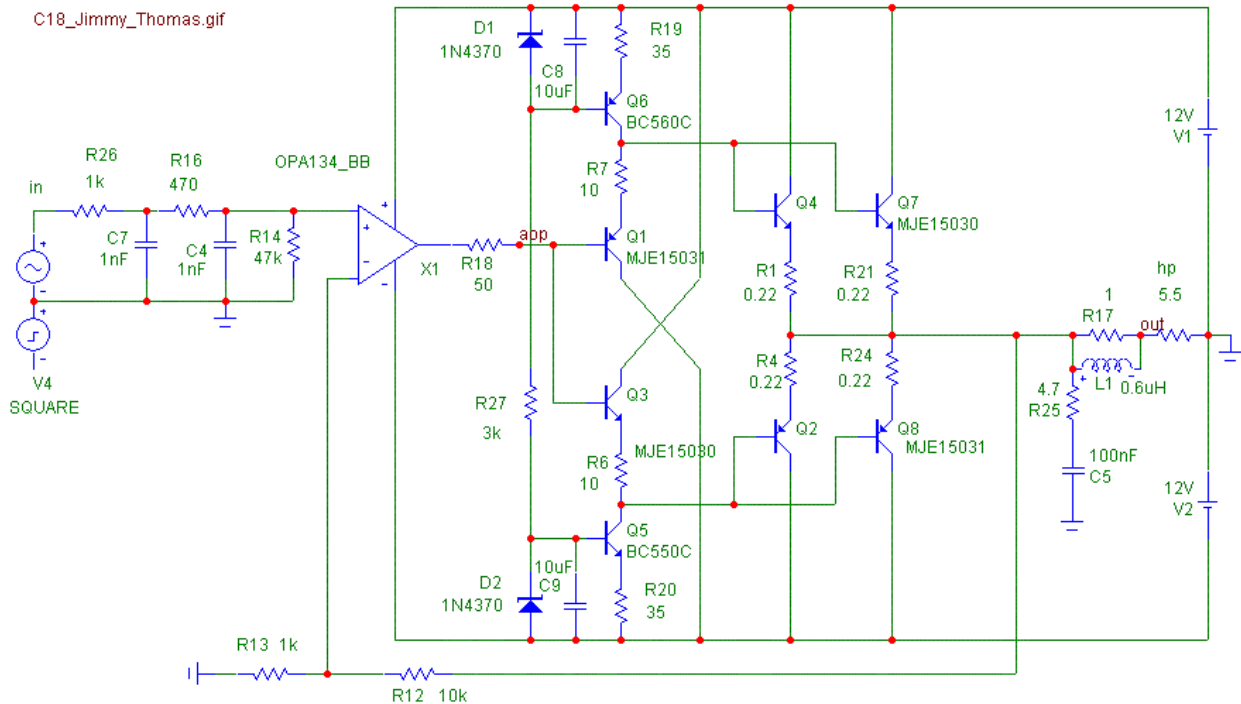 C18_Jimmy_Thomas.gif
D1
1N4370
C8
10uF
R19
35
Q6
BC560C
12V
V1
R26
1k
R16
470
OPA134_BB
in
R7
10
Q4
Q7
MJE15030
C7
1nF
C4
1nF
R14
47k
X1
R18
50
aop
Q1
MJE15031
R1
0.22
R21
0.22
hp
5.5
1
R17
out
V4
SQUARE
R27
3k
Q3
MJE15030
R4
0.22
R24
0.22
L1
0.6uH
4.7
R25
Q2
Q8
MJE15031
R6
10
100nF
C5
12V
V2
Q5
BC550C
10uF
C9
D2
1N4370
R20
35
R13 1k
R12 10k